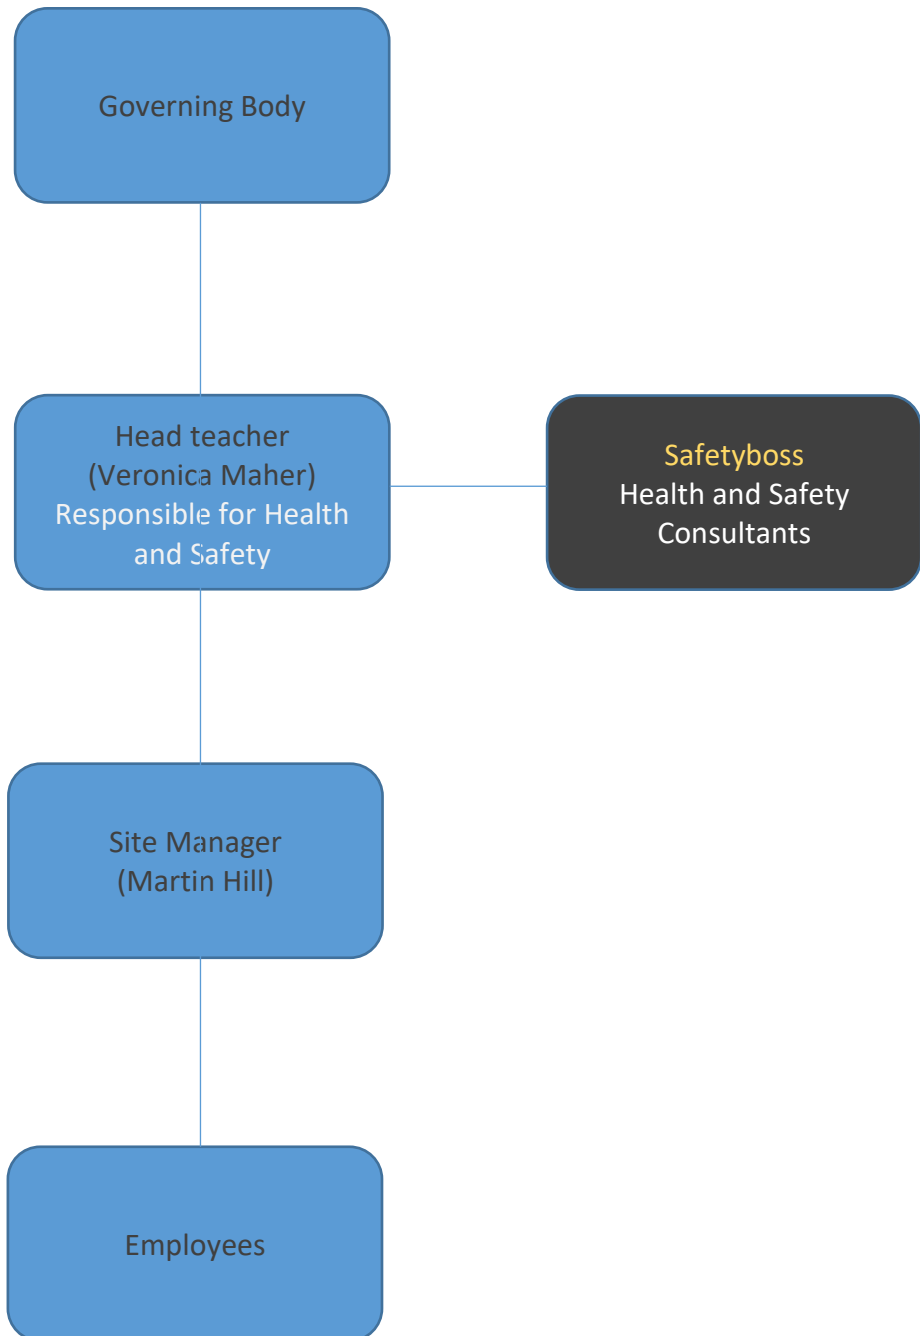 Governing Body
Head teacher
(Veronica Maher)
Responsible for Health
and Safety
Safetyboss
Health and Safety
Consultants
Site Manager
(Martin Hill)
Employees